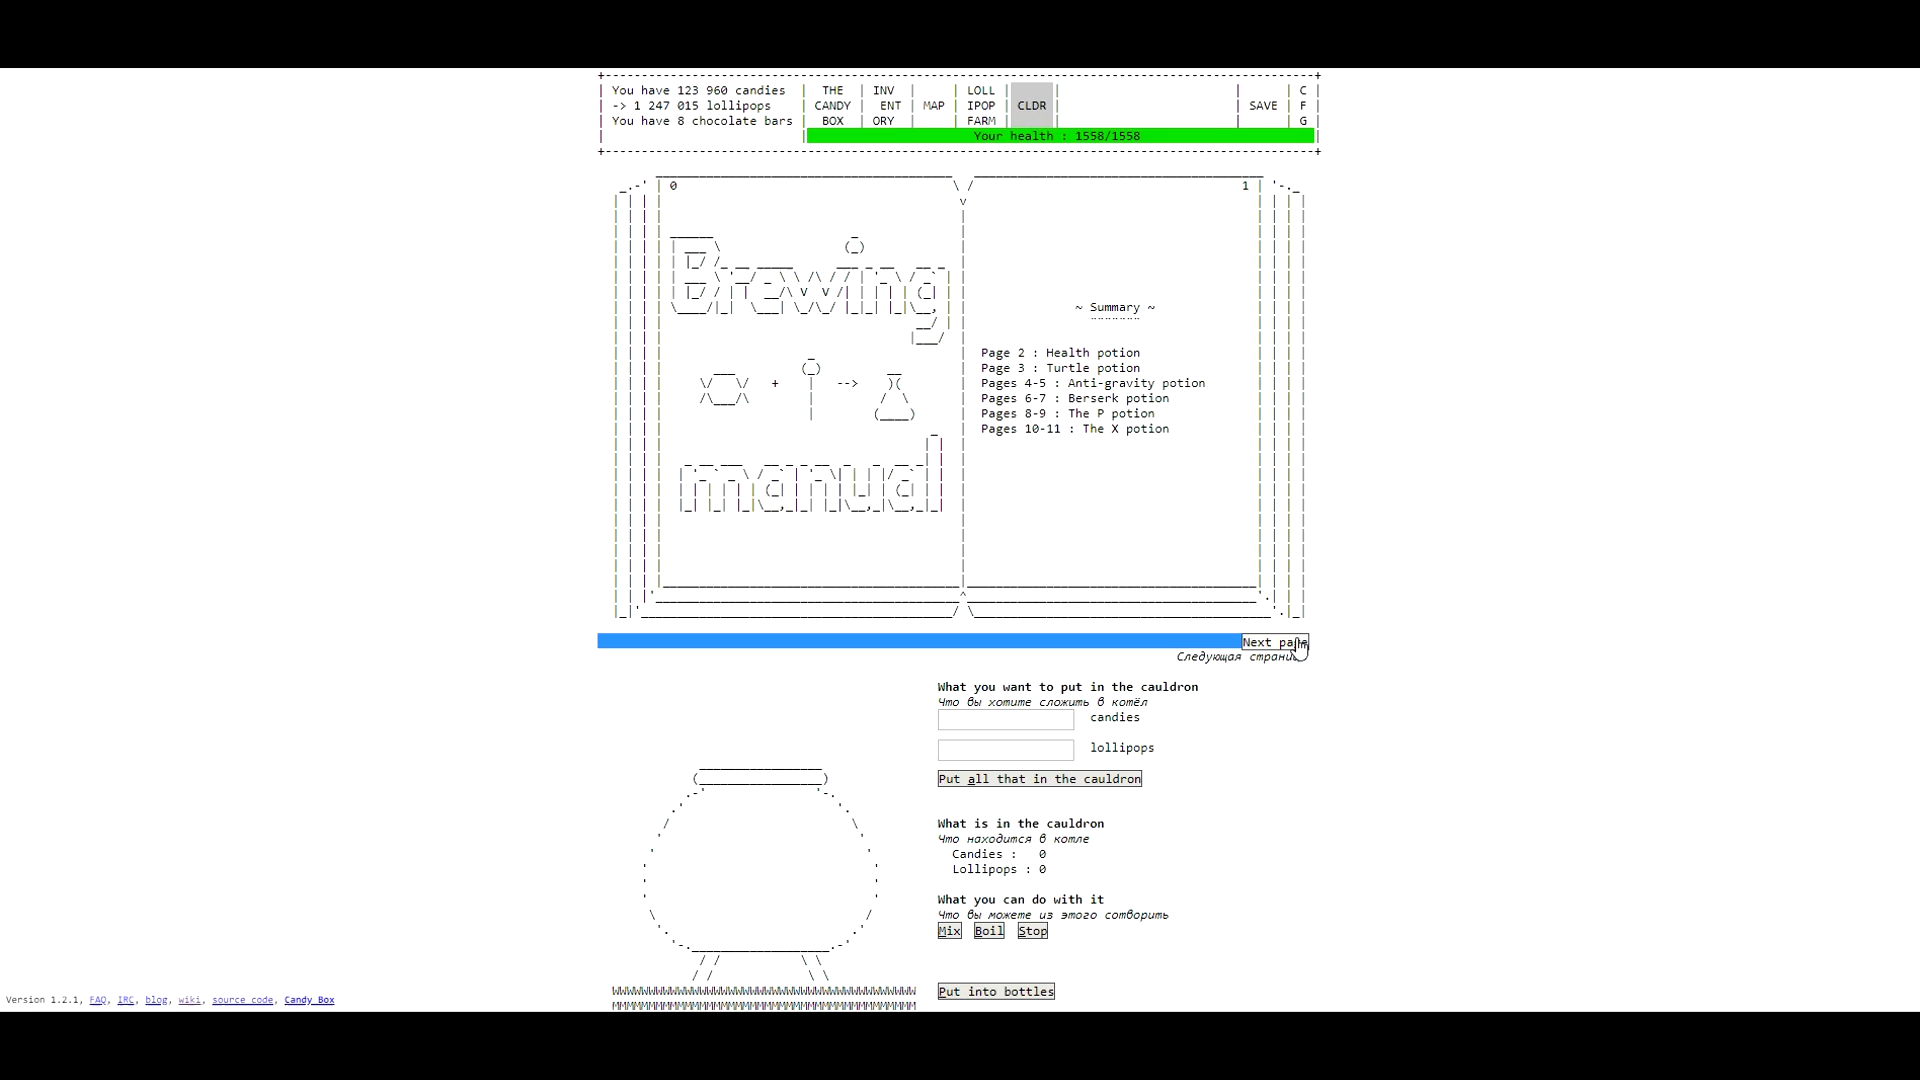 You have 123 960 candies
-> 1 247 015 lollipops
You have 8 chocolate bars
THE CANDY BOX
INV ENT ORY
MAP
LOLL IPOP FARM
CLDR
SAVE
C F G
Your health : 1558/1558
0
Brewing
manual
1
~ Summary ~
Page 2 : Health potion
Page 3 : Turtle potion
Pages 4-5 : Anti-gravity potion
Pages 6-7 : Berserk potion
Pages 8-9 : The P potion
Pages 10-11 : The X potion
Next page
Следующая
What you want to put in the cauldron
Что вы хотите сложить в котёл
candies
lollipops
Put all that in the cauldron
What is in the cauldron
Что находится в котле
Candies : 0
Lollipops : 0
What you can do with it
Что вы можете из этого сотворить
Mix Boil Stop
Put into bottles
Version 1.2.1, FAQ, IRC, blog, wiki, source code, Candy Box